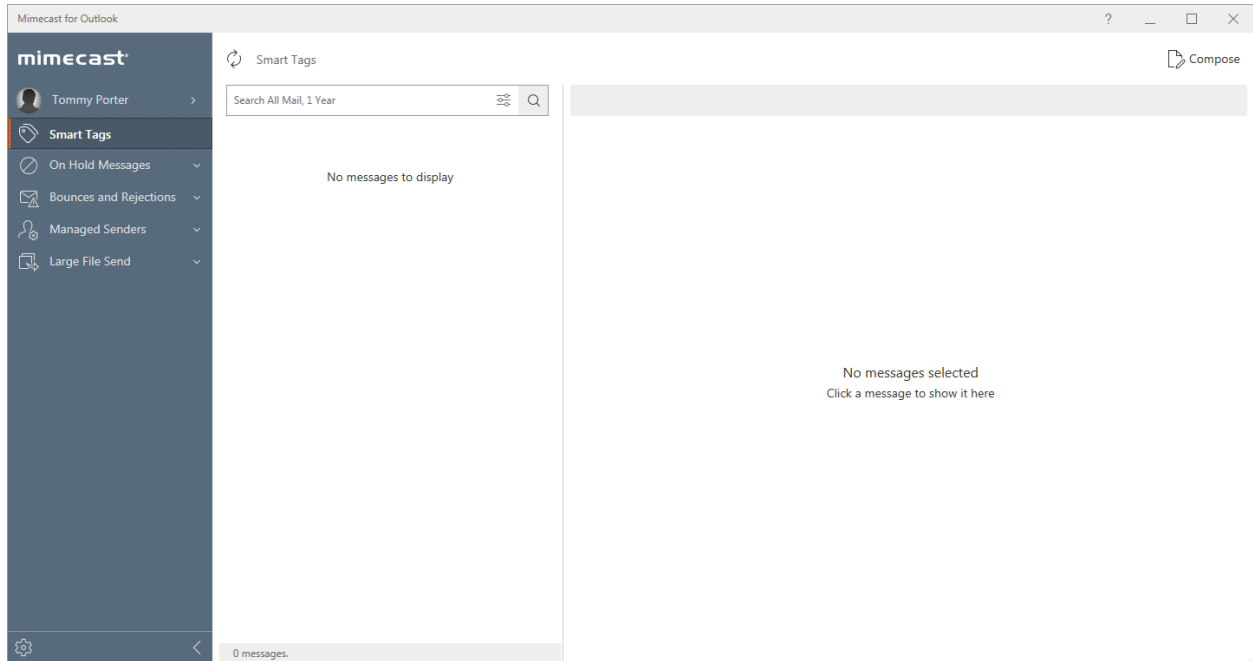 Mimecast for Outlook
?
mimecast
Smart Tags
Compose
Tommy Porter
Search All Mail, 1 Year
Smart Tags
On Hold Messages
No messages to display
Bounces and Rejections
Managed Senders
Large File Send
No messages selected
Click a message to show it here
0 messages.